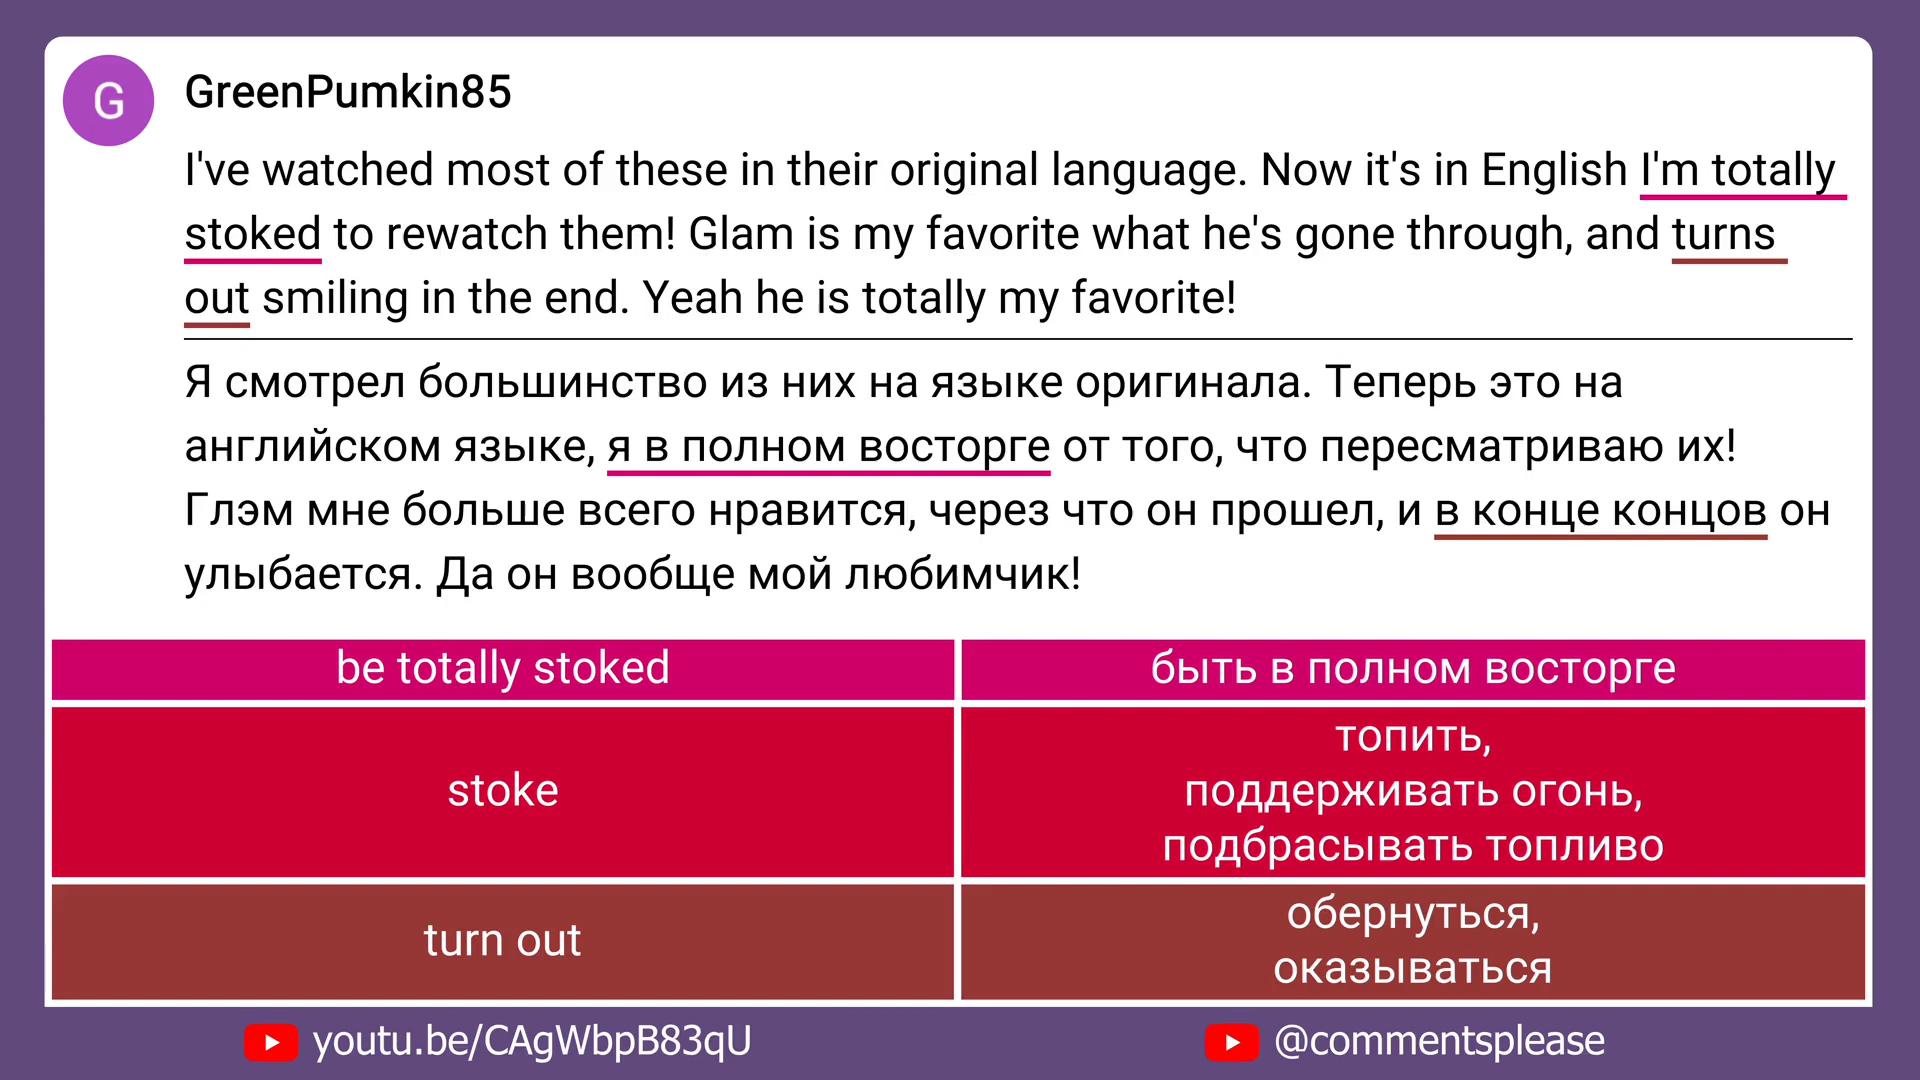 G
GreenPumkin85
I've watched most of these in their original language. Now it's in English I'm totally
stoked to rewatch them! Glam is my favorite what he's gone through, and turns
out smiling in the end. Yeah he is totally my favorite!
Я смотрел большинство из них на языке оригинала. Теперь это на
английском языке, я в полном восторге от того, что пересматриваю их!
Глэм мне больше всего нравится, через что он прошел, и в конце концов он
улыбается. Да он вообще мой любимчик!
be totally stoked
быть в полном восторге
stoke
топить,
поддерживать огонь,
подбрасывать топливо
turn out
обернуться,
оказываться
youtu.be/CAgWbpB83qU
@commentsplease